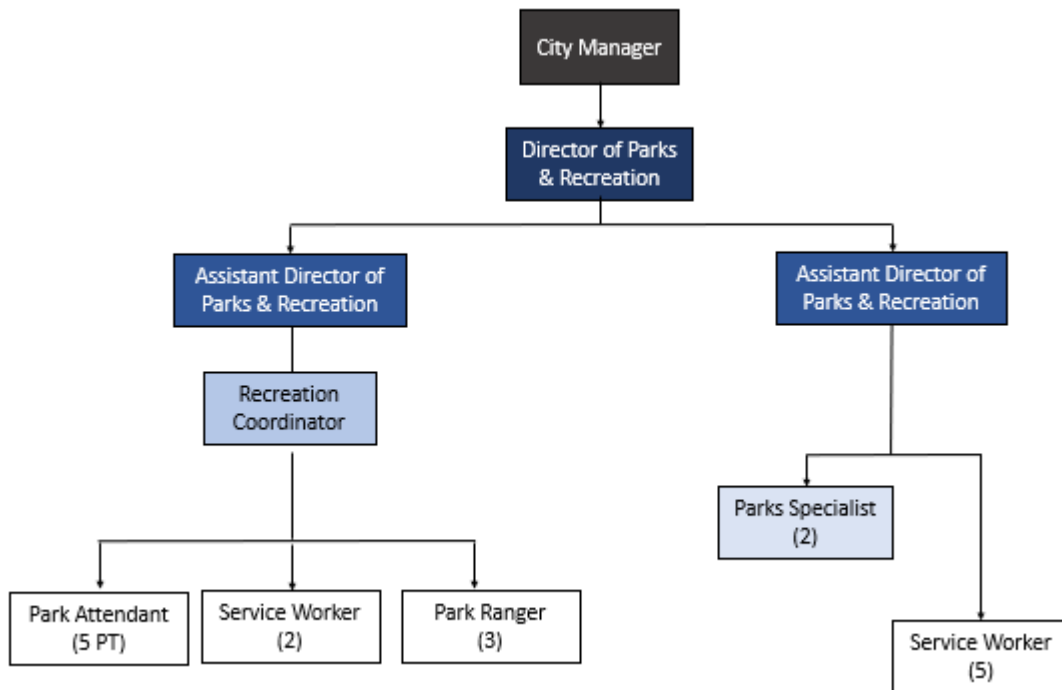 City Manager
Director of Parks
& Recreation
Assistant Director of
Parks & Recreation
Assistant Director of
Parks & Recreation
Recreation
Coordinator
Parks Specialist
(2)
Park Attendant
(5 PT)
Service Worker
(2)
Park Ranger
(3)
Service Worker
(5)